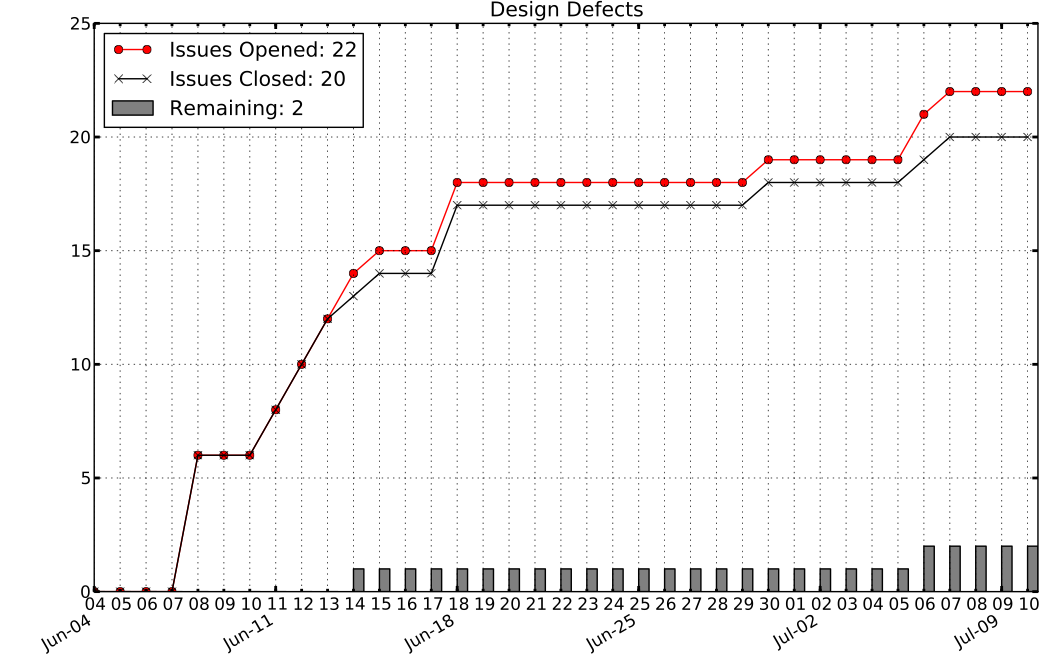 Design Defects
Issues Opened: 22
Issues Closed: 20
Remaining: 2
25
20
15
10
5
0
04 05 06 07 08 09 10 11 12 13 14 15 16 17 18 19 20 21 22 23 24 25 26 27 28 29 30 01 02 03 04 05 06 07 08 09 10
Jun-04 Jun-11 Jun-18 Jun-25 Jul-02 Jul-09